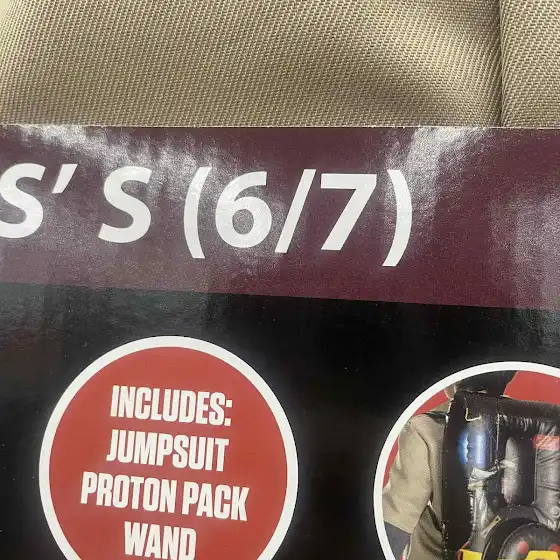 S' S (6/7)
INCLUDES:
JUMPSUIT
PROTON PACK
WAND